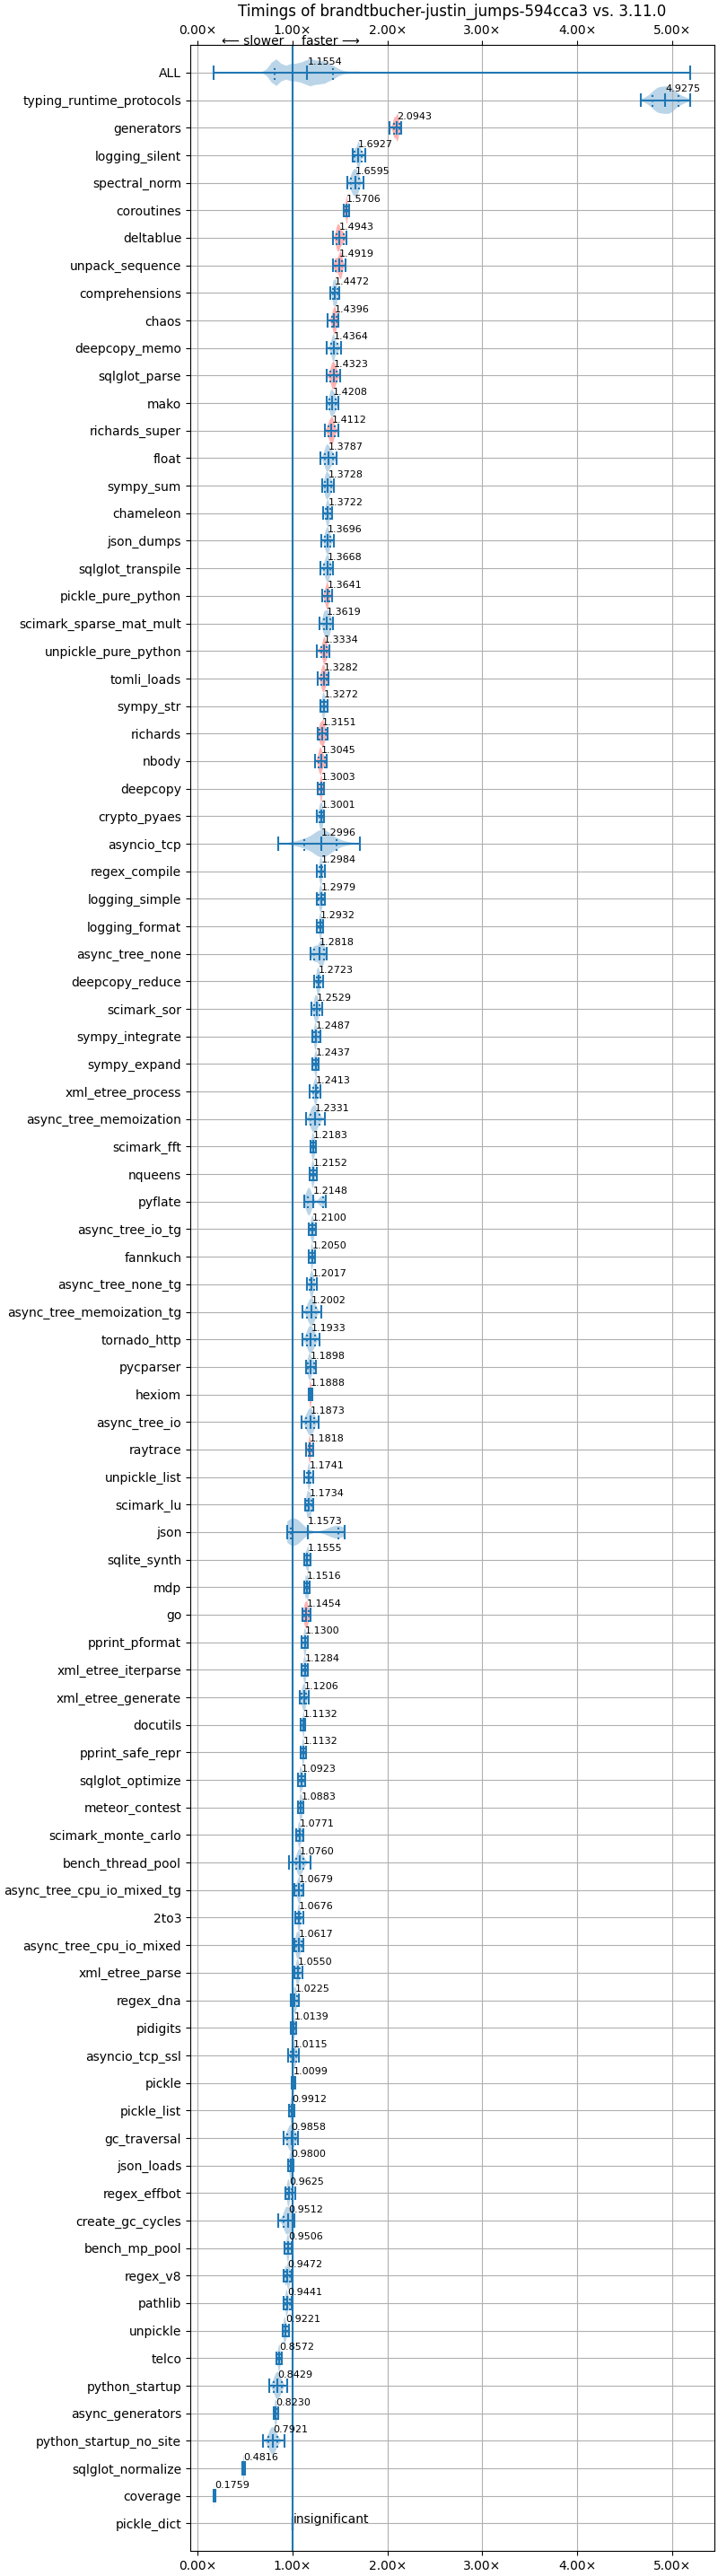 Timings of brandtbucher-justin_jumps-594cca3 vs. 3.11.0
0.00× 1.00× 2.00× 3.00× 4.00× 5.00×
← slower faster →
ALL 1.1554
typing_runtime_protocols 4.9275
generators 2.0943
logging_silent 1.6927
spectral_norm 1.6595
coroutines 1.5706
deltablue 1.4943
unpack_sequence 1.4919
comprehensions 1.4472
chaos 1.4396
deepcopy_memo 1.4364
sqlglot_parse 1.4323
mako 1.4208
richards_super 1.4112
float 1.3787
sympy_sum 1.3728
chameleon 1.3722
json_dumps 1.3696
sqlglot_transpile 1.3668
pickle_pure_python 1.3641
scimark_sparse_mat_mult 1.3619
unpickle_pure_python 1.3334
tomli_loads 1.3282
sympy_str 1.3272
richards 1.3151
nbody 1.3045
deepcopy 1.3003
crypto_pyaes 1.3001
asyncio_tcp 1.2996
regex_compile 1.2984
logging_simple 1.2979
logging_format 1.2932
async_tree_none 1.2818
deepcopy_reduce 1.2723
scimark_sor 1.2529
sympy_integrate 1.2487
sympy_expand 1.2437
xml_etree_process 1.2413
async_tree_memoization 1.2331
scimark_fft 1.2183
nqueens 1.2152
pyflate 1.2148
async_tree_io_tg 1.2100
fannkuch 1.2050
async_tree_none_tg 1.2017
async_tree_memoization_tg 1.2002
tornado_http 1.1933
pycparser 1.1898
hexiom 1.1888
async_tree_io 1.1873
raytrace 1.1818
unpickle_list 1.1741
scimark_lu 1.1734
json 1.1573
sqlite_synth 1.1555
mdp 1.1516
go 1.1454
pprint_pformat 1.1300
xml_etree_iterparse 1.1284
xml_etree_generate 1.1206
docutils 1.1132
pprint_safe_repr 1.1132
sqlglot_optimize 1.0923
meteor_contest 1.0883
scimark_monte_carlo 1.0771
bench_thread_pool 1.0760
async_tree_cpu_io_mixed_tg 1.0679
2to3 1.0676
async_tree_cpu_io_mixed 1.0617
xml_etree_parse 1.0550
regex_dna 1.0225
pidigits 1.0139
asyncio_tcp_ssl 1.0115
pickle 1.0099
pickle_list 0.9912
gc_traversal 0.9858
json_loads 0.9800
regex_effbot 0.9625
create_gc_cycles 0.9512
bench_mp_pool 0.9506
regex_v8 0.9472
pathlib 0.9441
unpickle 0.9221
telco 0.8572
python_startup 0.8429
async_generators 0.8230
python_startup_no_site 0.7921
sqlglot_normalize 0.4816
coverage 0.1759
pickle_dict insignificant
0.00× 1.00× 2.00× 3.00× 4.00× 5.00×